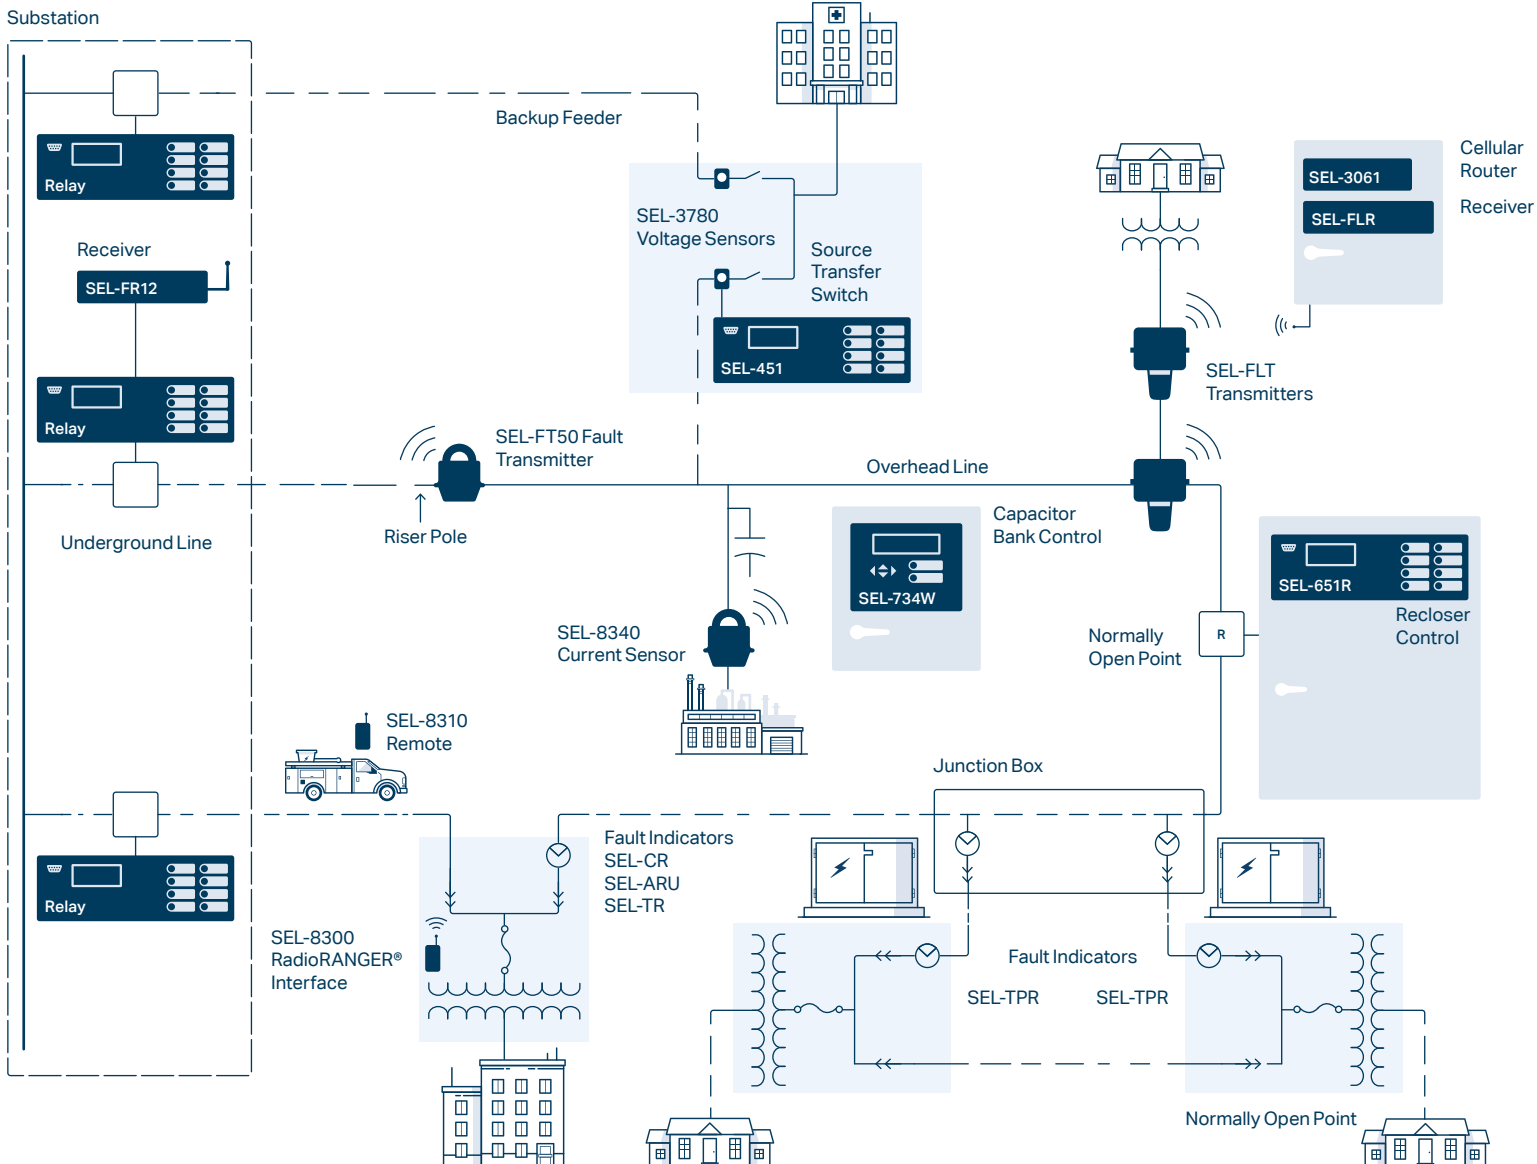 Substation
Backup Feeder
Relay
Receiver
SEL-FR12
Relay
Underground Line
SEL-3780
Voltage Sensors
Source
Transfer
Switch
SEL-451
Cellular
Router
SEL-3061
Receiver
SEL-FLR
SEL-FLT
Transmitters
SEL-FT50 Fault
Transmitter
Riser Pole
Overhead Line
Capacitor
Bank Control
SEL-734W
SEL-651R
Recloser
Control
R
Normally
Open Point
SEL-8340
Current Sensor
SEL-8310
Remote
Junction Box
Relay
Fault Indicators
SEL-CR
SEL-ARU
SEL-TR
SEL-8300
RadioRANGER®
Interface
Fault Indicators
SEL-TPR
SEL-TPR
Normally Open Point